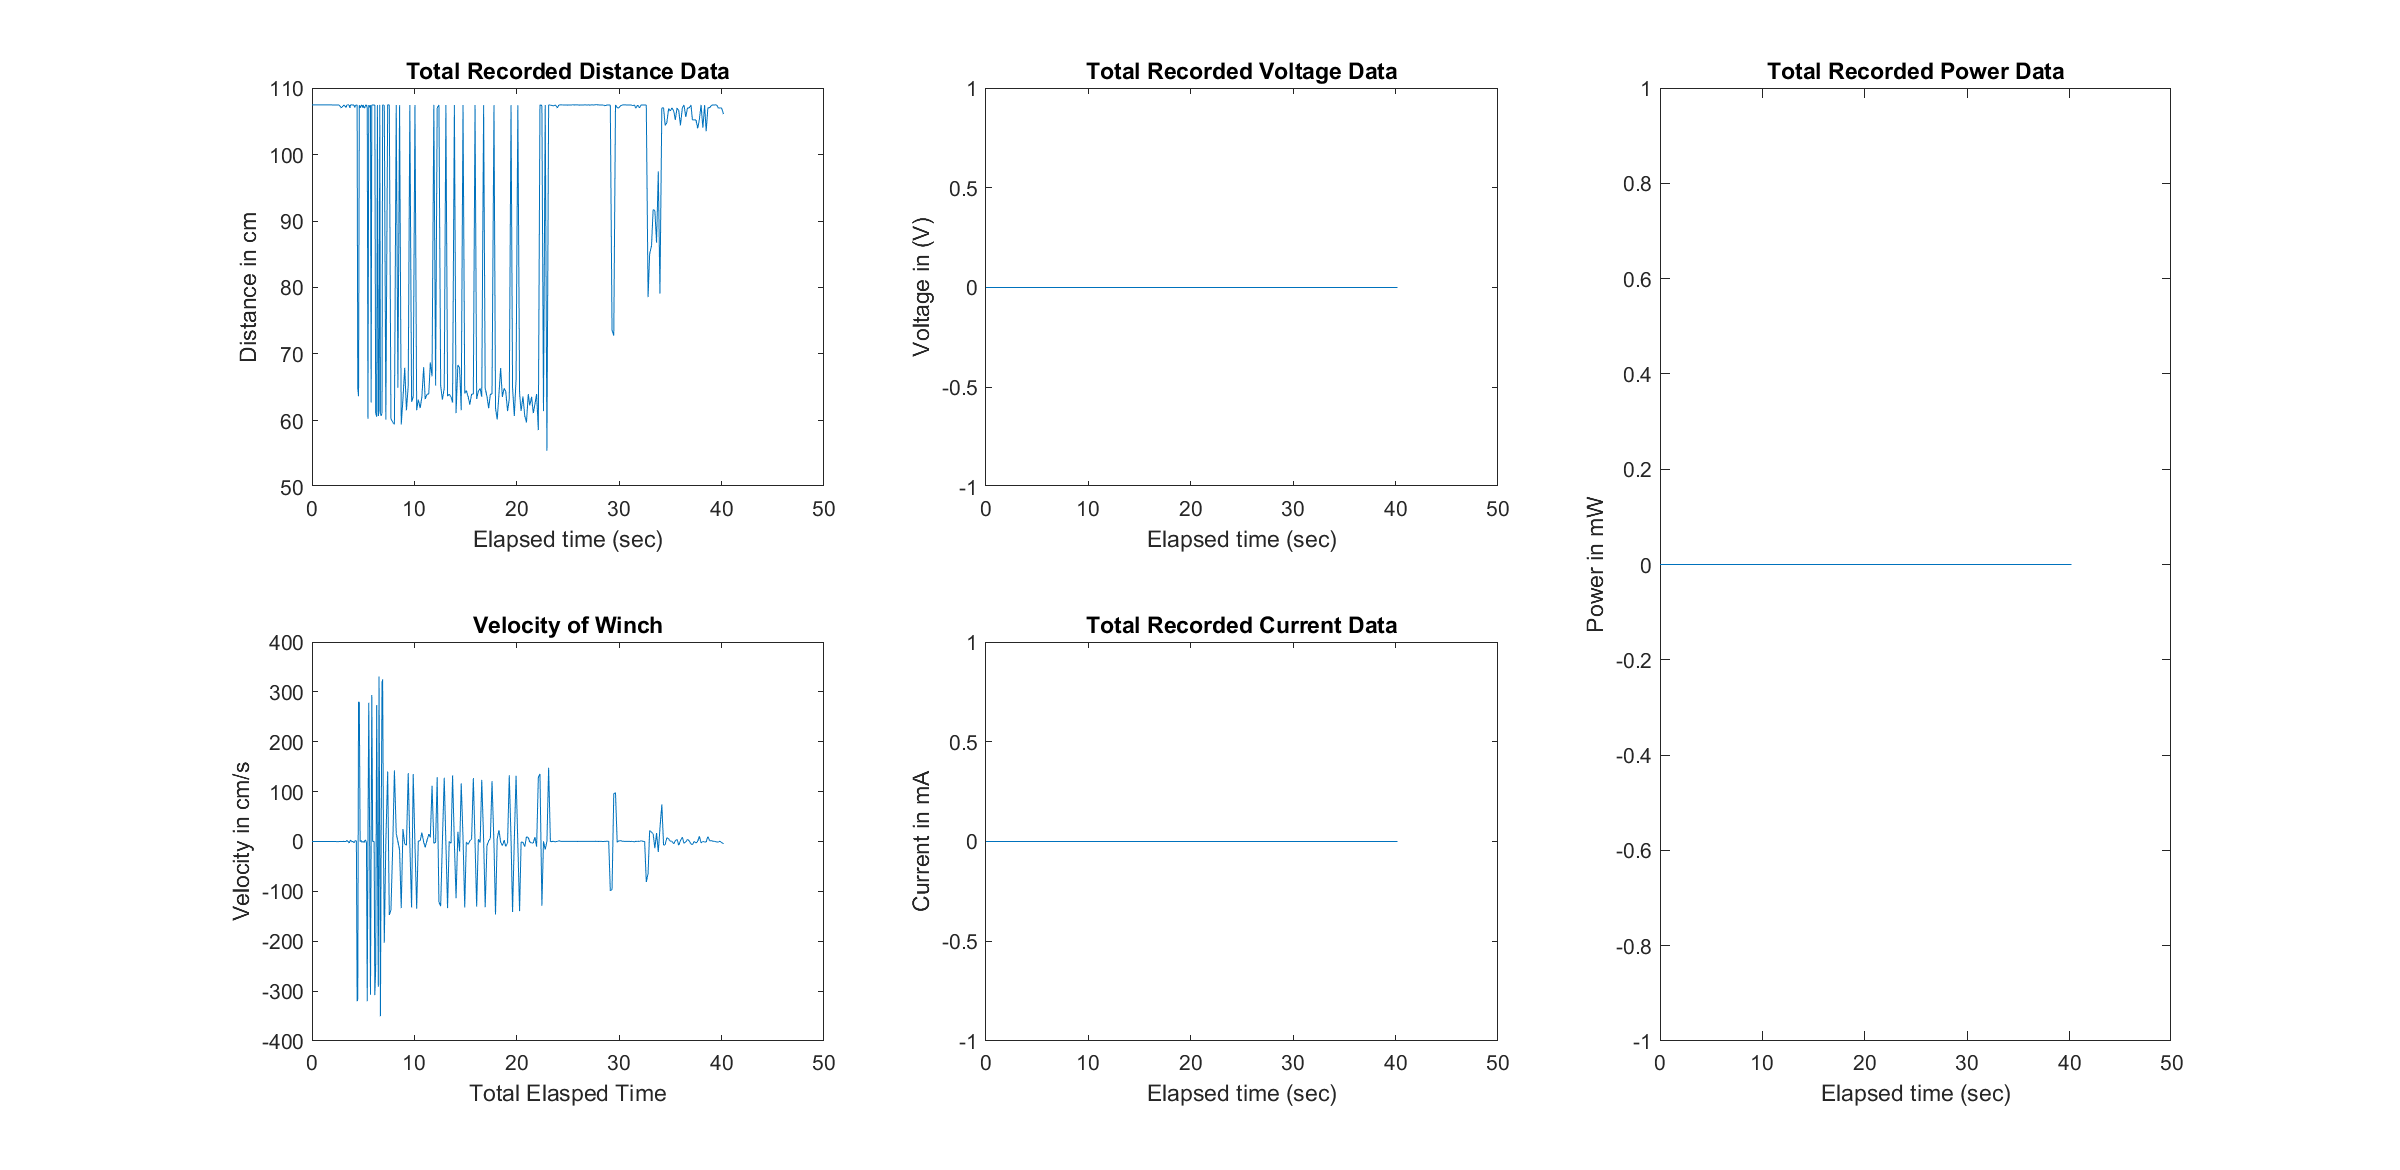 Total Recorded Distance Data
110
100
90
80
70
60
50
Distance in cm
0 10 20 30 40 50
Elapsed time (sec)
Total Recorded Voltage Data
1
0.5
0
-0.5
-1
Voltage in (V)
0 10 20 30 40 50
Elapsed time (sec)
Total Recorded Power Data
1
0.8
0.6
0.4
0.2
0
-0.2
-0.4
-0.6
-0.8
-1
Power in mW
0 10 20 30 40 50
Elapsed time (sec)
Velocity of Winch
400
300
200
100
0
-100
-200
-300
-400
Velocity in cm/s
0 10 20 30 40 50
Total Elasped Time
Total Recorded Current Data
1
0.5
0
-0.5
-1
Current in mA
0 10 20 30 40 50
Elapsed time (sec)